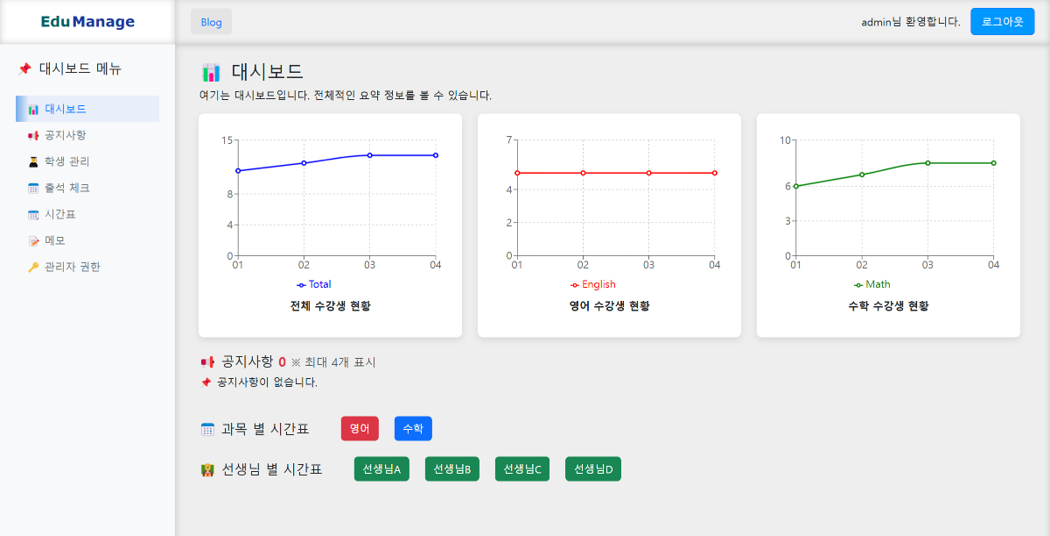 EduManage
Blog
admin님 환영합니다.
로그아웃
대시보드 메뉴
대시보드
공지사항
학생 관리
출석 체크
시간표
메모
관리자 권한
대시보드
여기는 대시보드입니다. 전체적인 요약 정보를 볼 수 있습니다.
15
8
4
0
01 02 03 04
Total
전체 수강생 현황
7
4
2
0
01 02 03 04
English
영어 수강생 현황
10
6
3
0
01 02 03 04
Math
수학 수강생 현황
공지사항 0 ※ 최대 4개 표시
공지사항이 없습니다.
과목 별 시간표 영어 수학
선생님 별 시간표 선생님A 선생님B 선생님C 선생님D